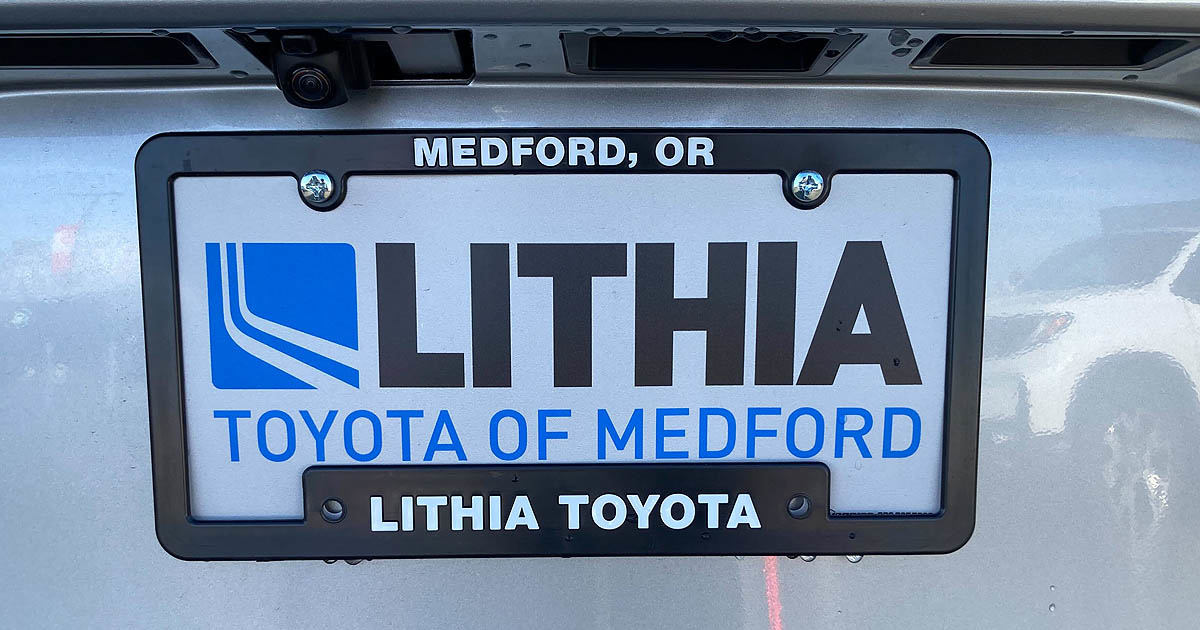 MEDFORD, OR
LITHIA
TOYOTA OF MEDFORD
LITHIA TOYOTA